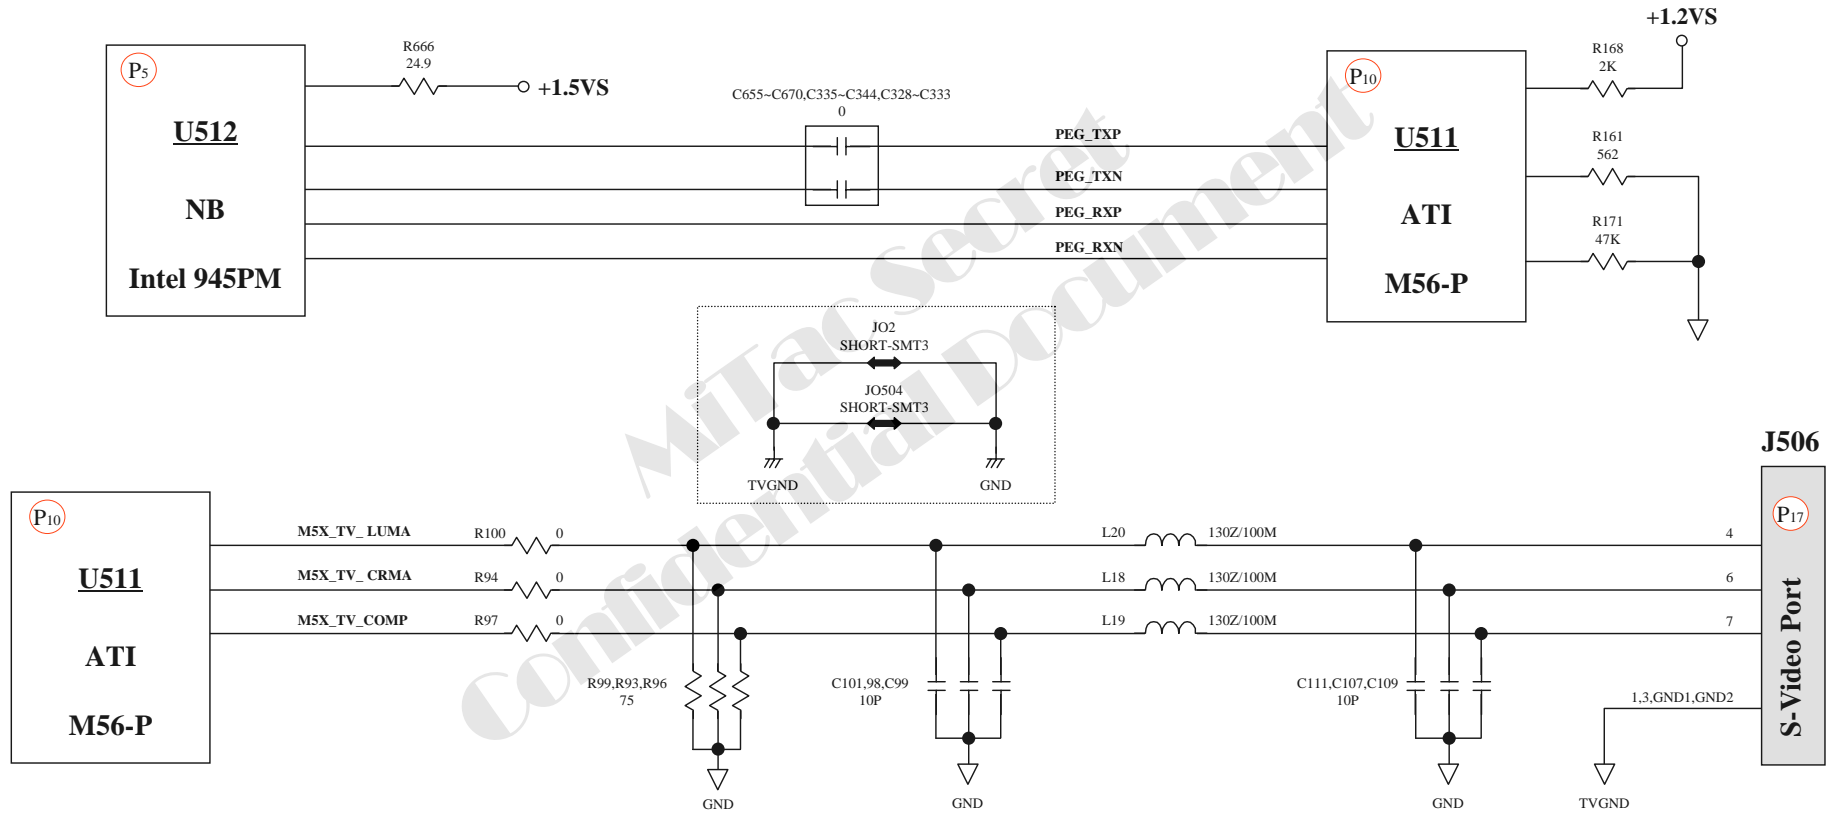 +1.2VS
P5
U512
NB
Intel 945PM
R666
24.9
+1.5VS
C655~C670,C335~C344,C328~C333
0
PEG_TXP
PEG_TXN
PEG_RXP
PEG_RXN
P10
U511
ATI
M56-P
R168
2K
R161
562
R171
47K
MiTac Secret
Confidential Document
JO2
SHORT-SMT3
JO504
SHORT-SMT3
TVGND
GND
P10
U511
ATI
M56-P
M5X_TV_ LUMA
R100
0
M5X_TV_ CRMA
R94
0
M5X_TV_COMP
R97
0
R99,R93,R96
75
GND
C101,98,C99
10P
GND
L20
130Z/100M
L18
130Z/100M
L19
130Z/100M
C111,C107,C109
10P
GND
4
6
7
1,3,GND1,GND2
TVGND
J506
P17
S-Video Port